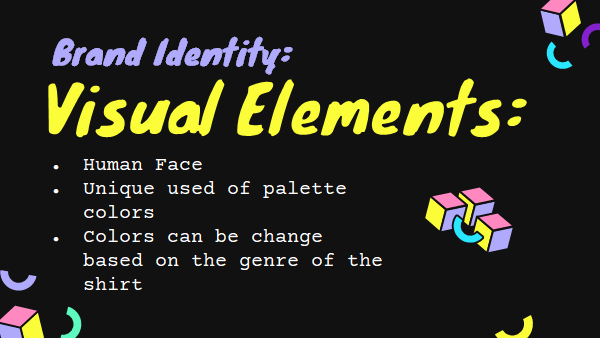 Brand Identity:
Visual Elements:
• Human Face
• Unique used of palette
colors
• Colors can be change
based on the genre of the
shirt